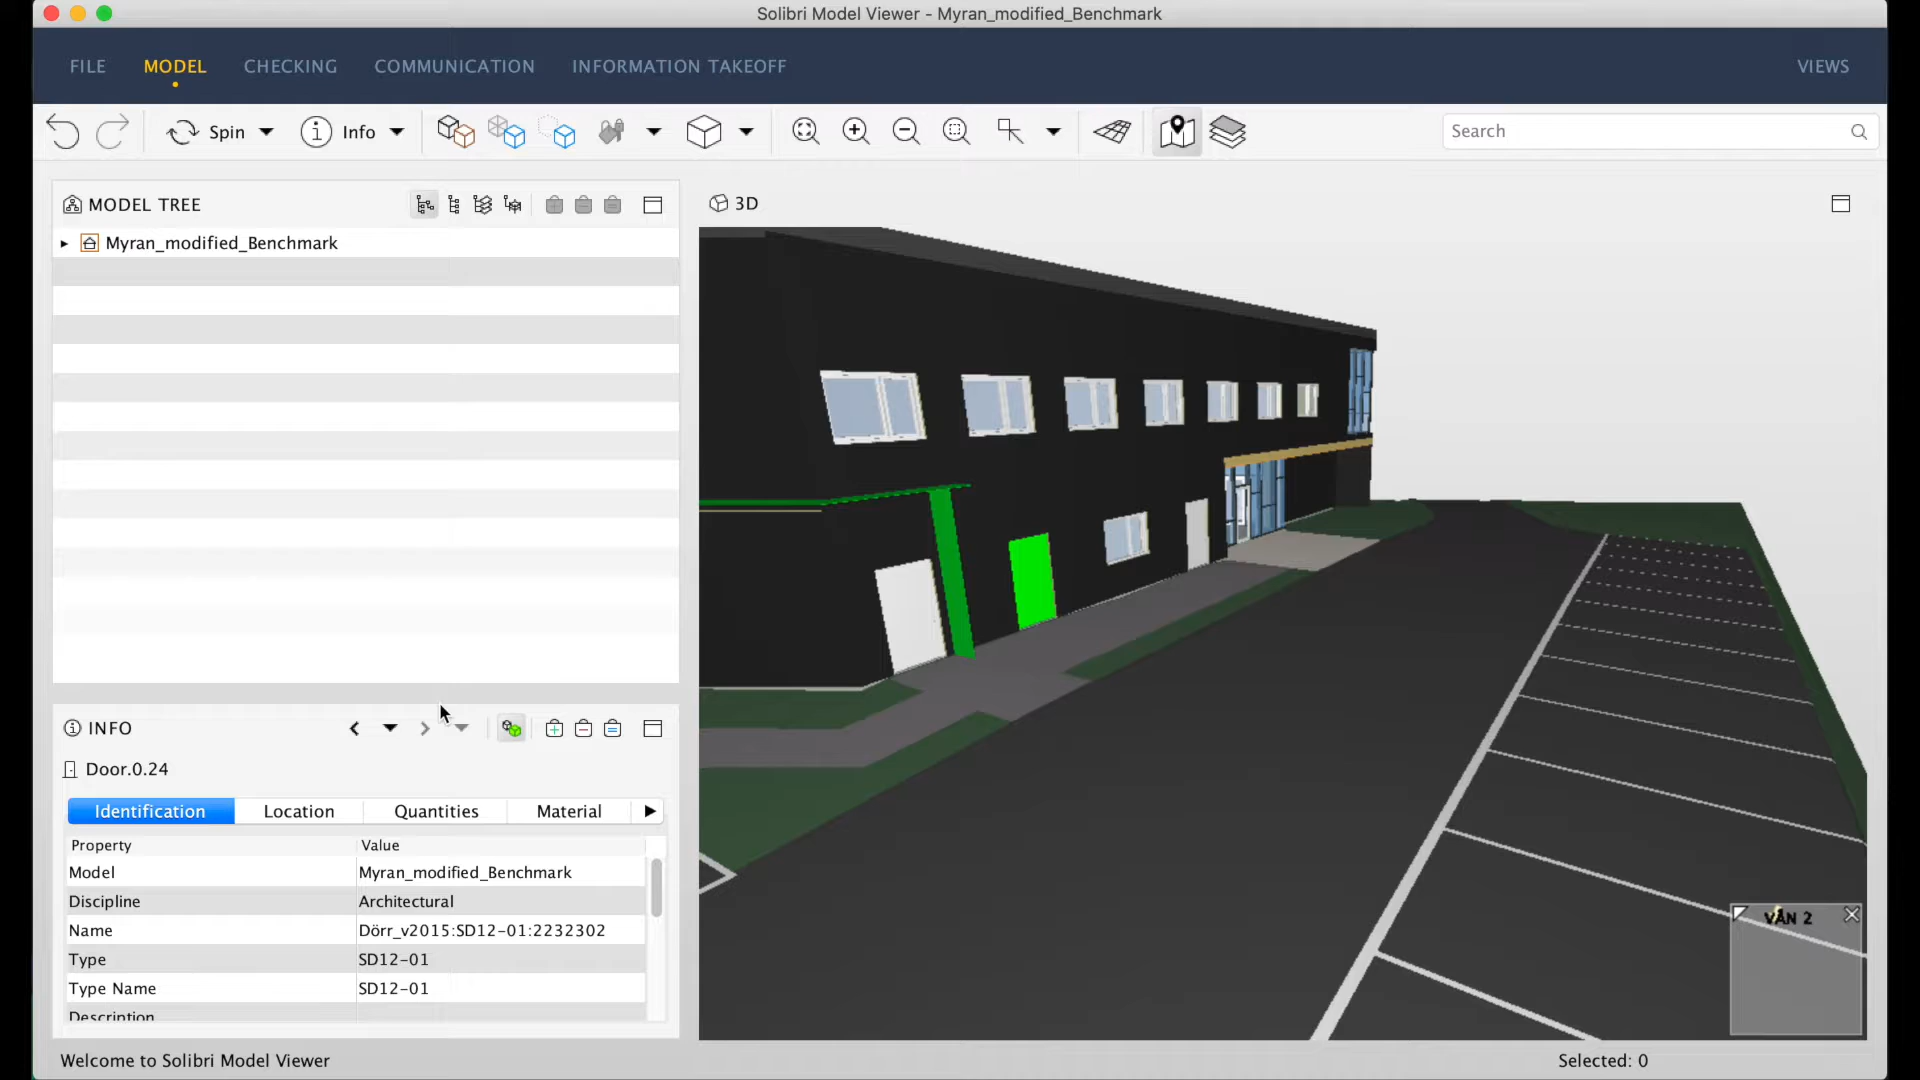 Solibri Model Viewer - Myran_modified_Benchmark
FILE MODEL CHECKING COMMUNICATION INFORMATION TAKEOFF VIEWS
Spin Info Search
MODEL TREE
Myran_modified_Benchmark
3D
INFO
Door.0.24
Identification Location Quantities Material
Property Value
Model Myran_modified_Benchmark
Discipline Architectural
Name Dörr_v2015:SD12-01:2232302
Type SD12-01
Type Name SD12-01
Description
VÅN 2
Welcome to Solibri Model Viewer
Selected: 0